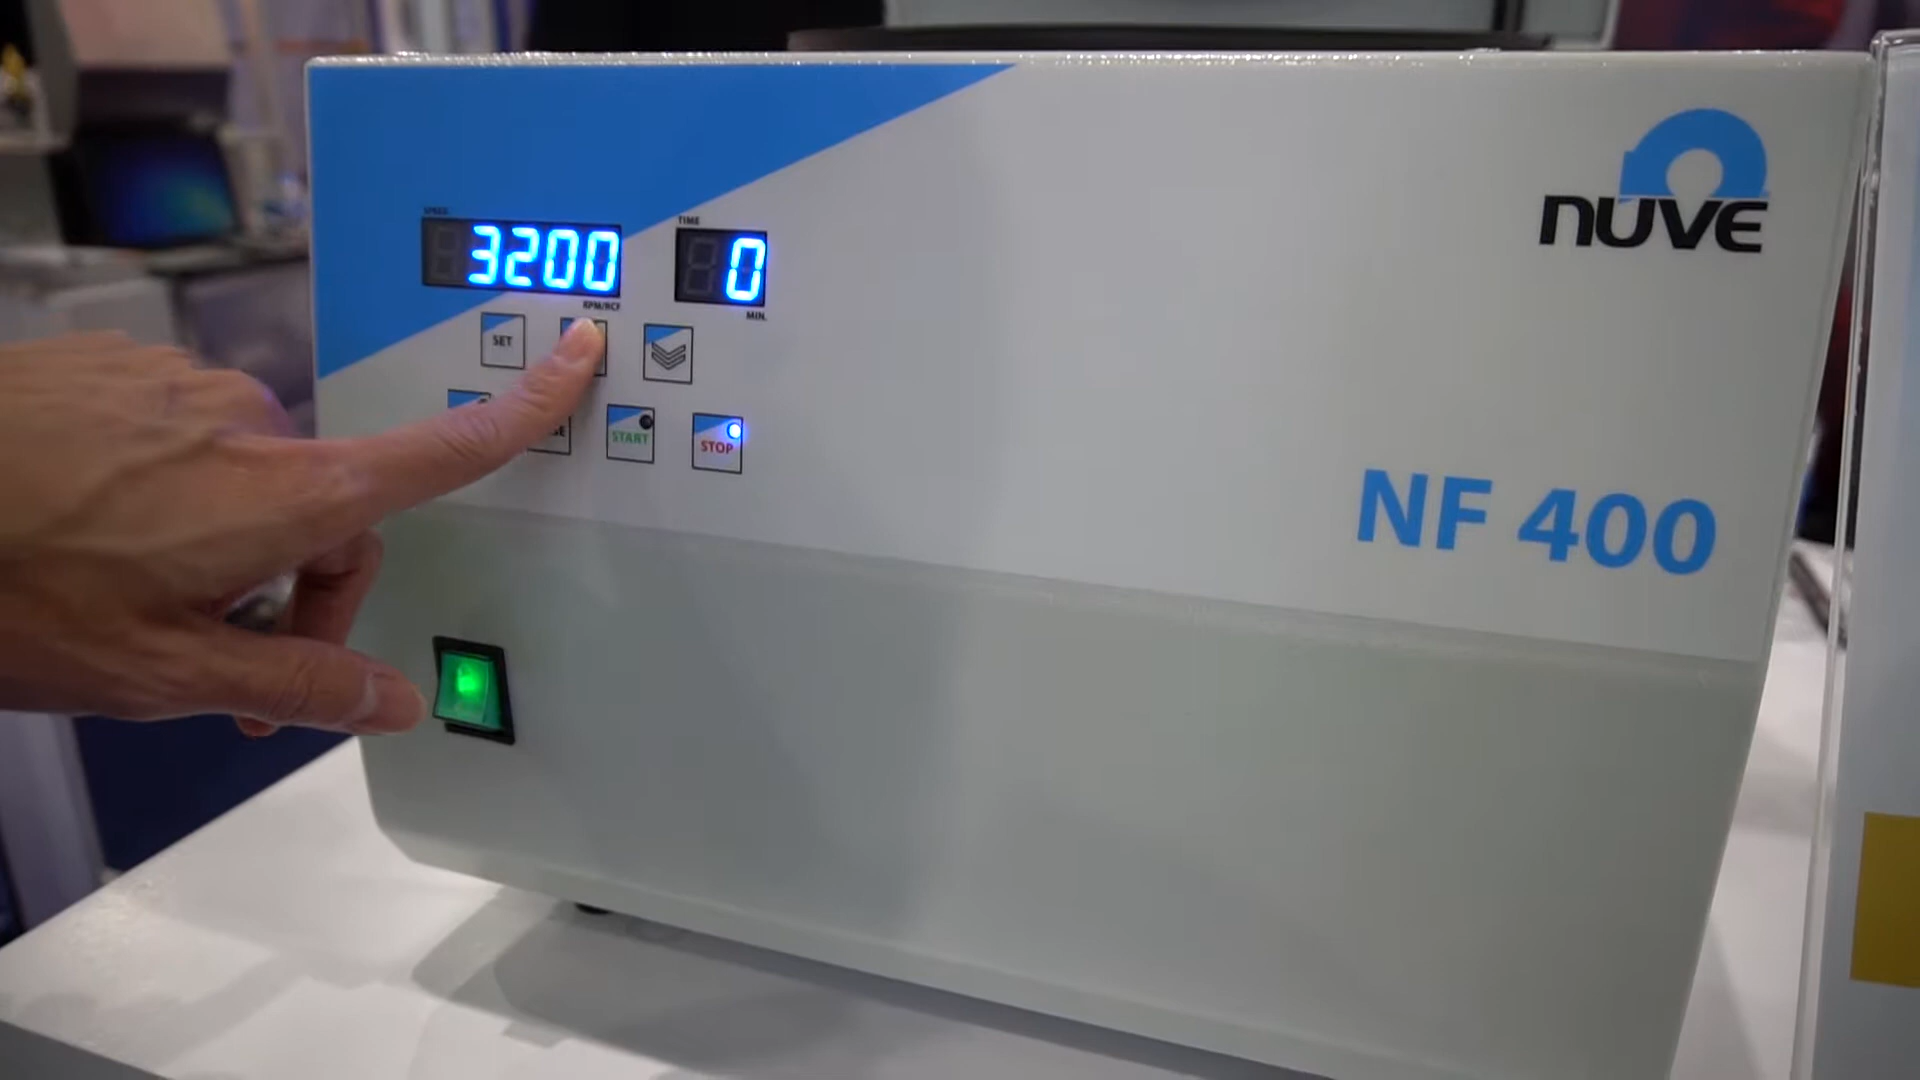 SPEED
3200
RPM/RCF
TIME
0
MIN.
SET
START
STOP
nüve
NF 400